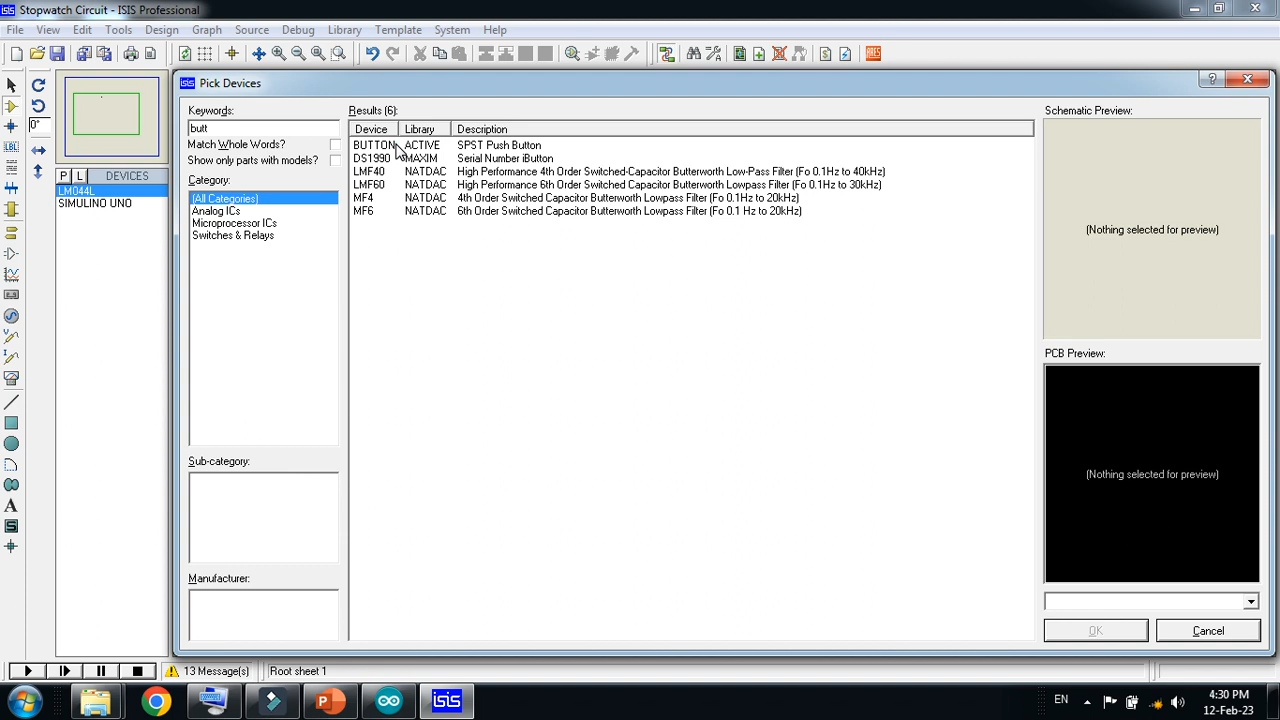 Stopwatch Circuit - ISIS Professional
File View Edit Tools Design Graph Source Debug Library Template System Help
ARES
Pick Devices
Keywords:
butt
Match Whole Words?
Show only parts with models?
Category:
(All Categories)
Analog ICs
Microprocessor ICs
Switches & Relays
Sub-category:
Manufacturer:
Results (6):
Device Library Description
BUTTON ACTIVE SPST Push Button
DS1990 MAXIM Serial Number iButton
LMF40 NATDAC High Performance 4th Order Switched-Capacitor Butterworth Low-Pass Filter (Fo 0.1Hz to 40kHz)
LMF60 NATDAC High Performance 6th Order Switched Capacitor Butterworth Lowpass Filter (Fo 0.1Hz to 30kHz)
MF4 NATDAC 4th Order Switched Capacitor Butterworth Lowpass Filter (Fo 0.1Hz to 20kHz)
MF6 NATDAC 6th Order Switched Capacitor Butterworth Lowpass Filter (Fo 0.1 Hz to 20kHz)
Schematic Preview:
(Nothing selected for preview)
PCB Preview:
(Nothing selected for preview)
OK Cancel
0°
LBL
A
S
P L DEVICES
LM044L
SIMULINO UNO
13 Message(s) Root sheet 1
isis
EN
4:30 PM
12-Feb-23